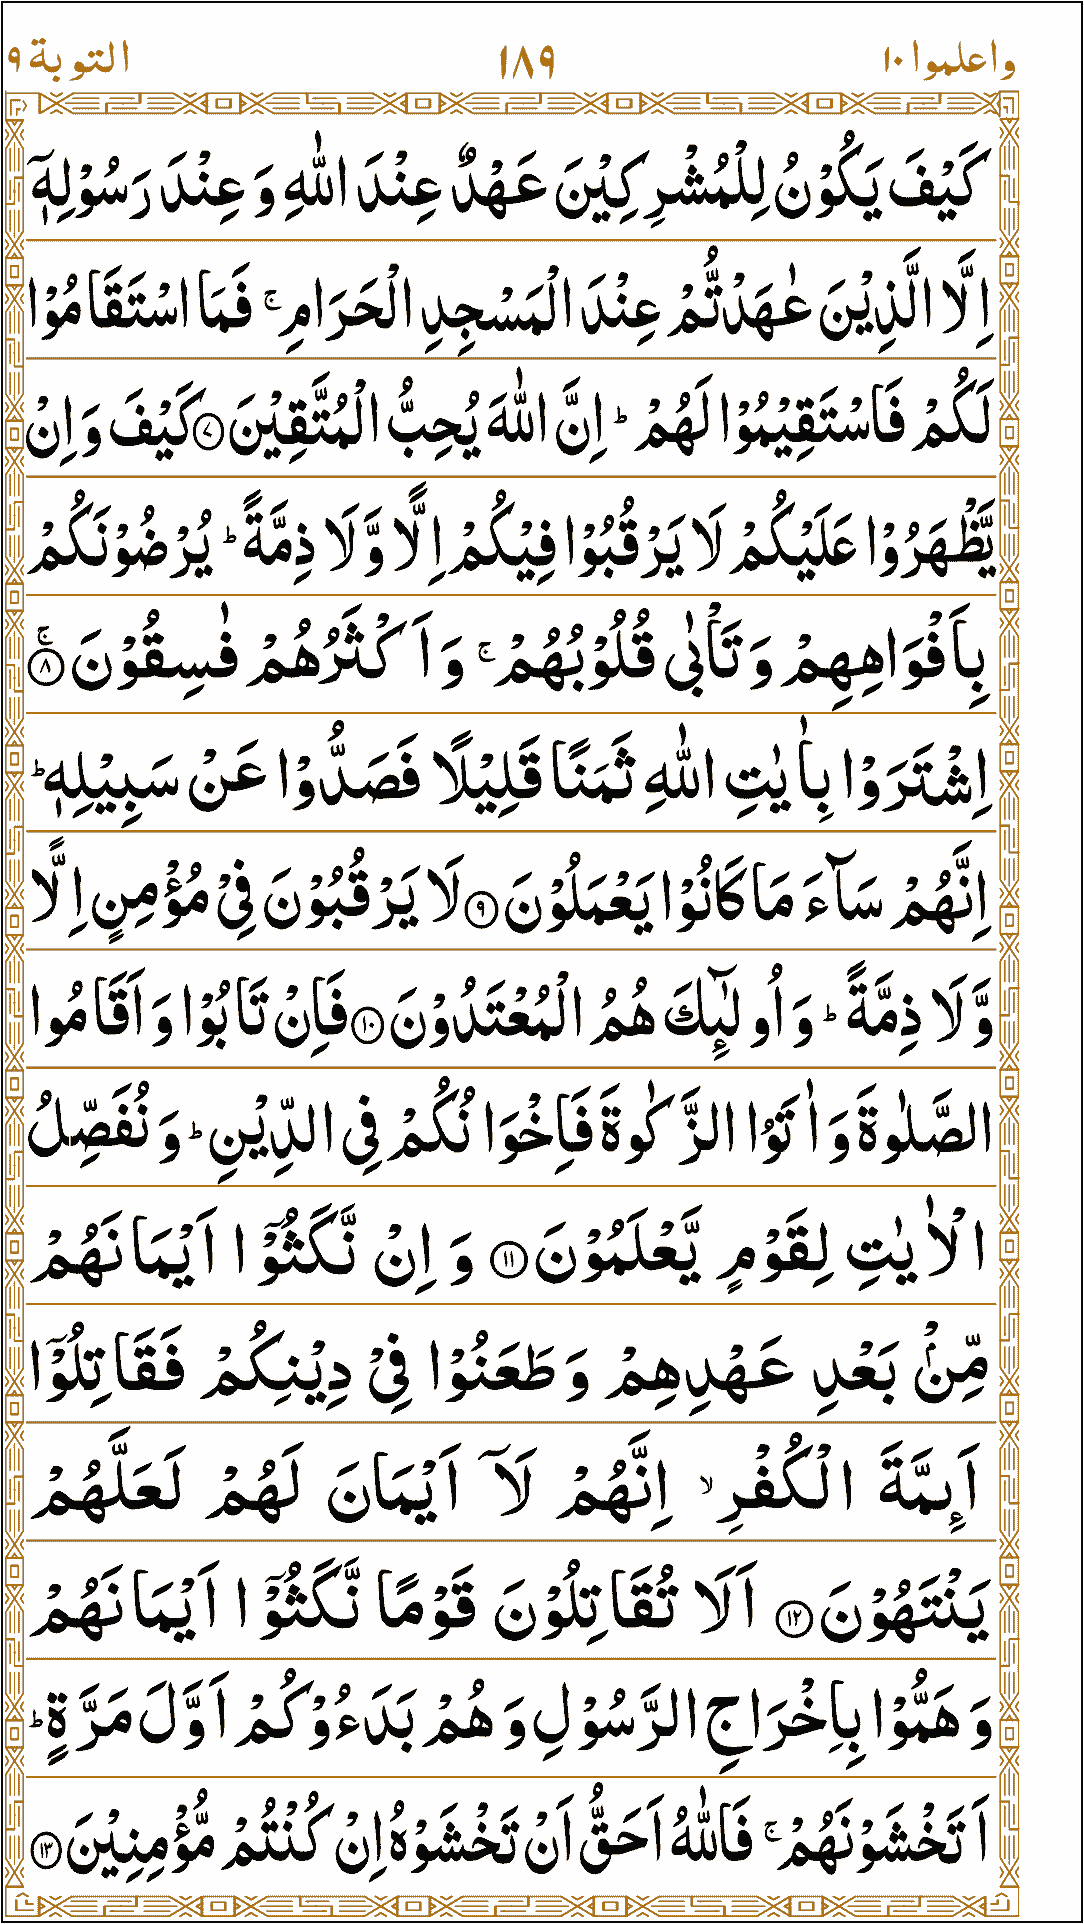 واعلموا ١٠ ١٨٩ التوبة ٩
كَيْفَ يَكُوْنُ لِلْمُشْرِكِيْنَ عَهْدٌ عِنْدَ اللّٰهِ وَعِنْدَ رَسُوْلِهٖۤ
اِلَّا الَّذِيْنَ عٰهَدْتُّمْ عِنْدَ الْمَسْجِدِ الْحَرَامِ ۚ فَمَا اسْتَقَامُوْا
لَكُمْ فَاسْتَقِيْمُوْا لَهُمْ ؕ اِنَّ اللّٰهَ يُحِبُّ الْمُتَّقِيْنَ ۝٧ كَيْفَ وَاِنْ
يَّظْهَرُوْا عَلَيْكُمْ لَا يَرْقُبُوْا فِيْكُمْ اِلًّا وَّلَا ذِمَّةً ؕ يُرْضُوْنَكُمْ
بِاَفْوَاهِهِمْ وَتَاْبٰى قُلُوْبُهُمْ ۚ وَاَكْثَرُهُمْ فٰسِقُوْنَ ۝٨ۚ
اِشْتَرَوْا بِاٰيٰتِ اللّٰهِ ثَمَنًا قَلِيْلًا فَصَدُّوْا عَنْ سَبِيْلِهٖ ؕ
اِنَّهُمْ سَآءَ مَا كَانُوْا يَعْمَلُوْنَ ۝٩ لَا يَرْقُبُوْنَ فِيْ مُؤْمِنٍ اِلًّا
وَّلَا ذِمَّةً ؕ وَاُولٰٓئِكَ هُمُ الْمُعْتَدُوْنَ ۝١٠ فَاِنْ تَابُوْا وَاَقَامُوا
الصَّلٰوةَ وَاٰتَوُا الزَّكٰوةَ فَاِخْوَانُكُمْ فِي الدِّيْنِ ؕ وَنُفَصِّلُ
الْاٰيٰتِ لِقَوْمٍ يَّعْلَمُوْنَ ۝١١ وَاِنْ نَّكَثُوْۤا اَيْمَانَهُمْ
مِّنْۢ بَعْدِ عَهْدِهِمْ وَطَعَنُوْا فِيْ دِيْنِكُمْ فَقَاتِلُوْۤا
اَئِمَّةَ الْكُفْرِ ۙ اِنَّهُمْ لَاۤ اَيْمَانَ لَهُمْ لَعَلَّهُمْ
يَنْتَهُوْنَ ۝١٢ اَلَا تُقَاتِلُوْنَ قَوْمًا نَّكَثُوْۤا اَيْمَانَهُمْ
وَهَمُّوْا بِاِخْرَاجِ الرَّسُوْلِ وَهُمْ بَدَءُوْكُمْ اَوَّلَ مَرَّةٍ ؕ
اَتَخْشَوْنَهُمْ ۚ فَاللّٰهُ اَحَقُّ اَنْ تَخْشَوْهُ اِنْ كُنْتُمْ مُّؤْمِنِيْنَ ۝١٣